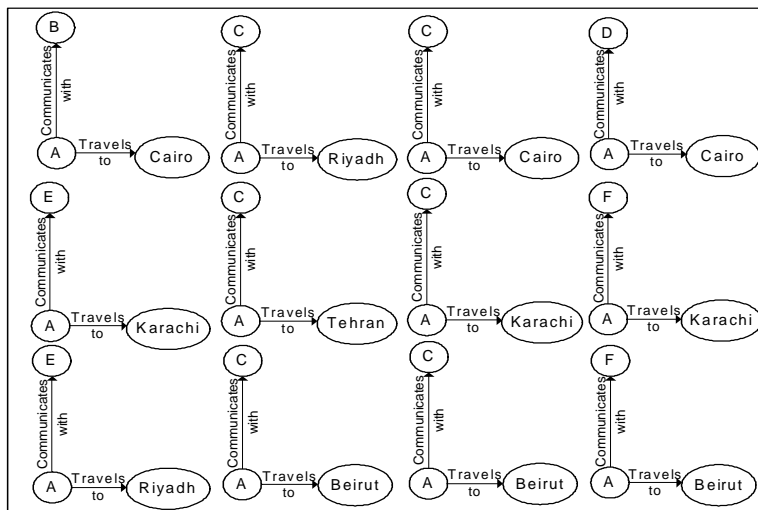 B
Communicates
with
A
Travels
to
Cairo
C
Communicates
with
A
Travels
to
Riyadh
C
Communicates
with
A
Travels
to
Cairo
D
Communicates
with
A
Travels
to
Cairo
E
Communicates
with
A
Travels
to
Karachi
C
Communicates
with
A
Travels
to
Tehran
C
Communicates
with
A
Travels
to
Karachi
F
Communicates
with
A
Travels
to
Karachi
E
Communicates
with
A
Travels
to
Riyadh
C
Communicates
with
A
Travels
to
Beirut
C
Communicates
with
A
Travels
to
Beirut
F
Communicates
with
A
Travels
to
Beirut